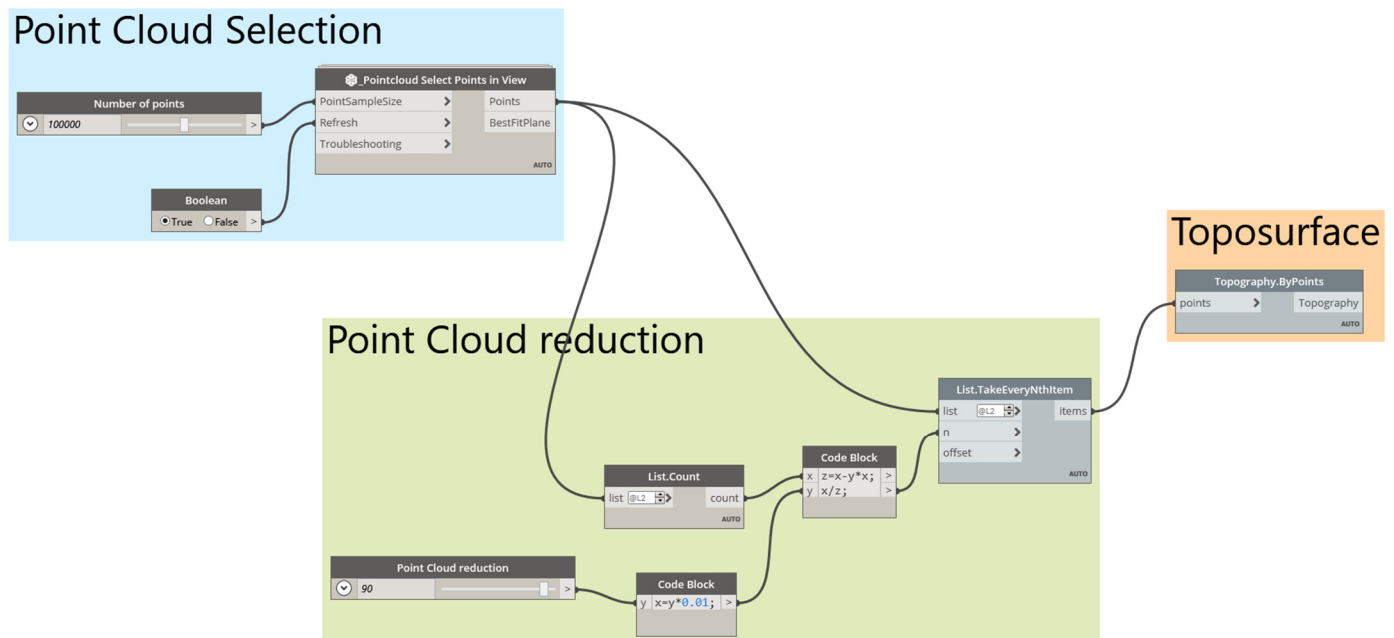 Point Cloud Selection
_Pointcloud Select Points in View
PointSampleSize >
Points
Refresh >
BestFitPlane
Troubleshooting >
AUTO
Number of points
100000 >
Boolean
True False >
Toposurface
Topography.ByPoints
points >
Topography
AUTO
Point Cloud reduction
List.TakeEveryNthItem
list @L2 >
items
n >
offset >
AUTO
List.Count
list @L2 >
count
AUTO
Code Block
x z=x-y*x; >
y x/z; >
Point Cloud reduction
90 >
Code Block
y x=y*0.01; >